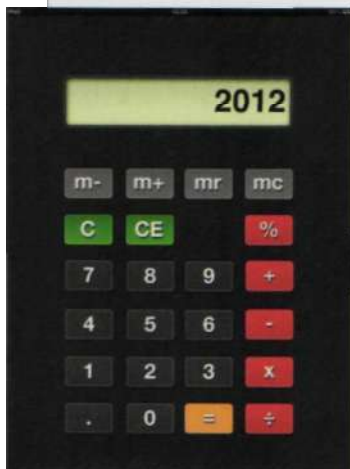 2012
m- m+ mr mc
C CE %
7 8 9 +
4 5 6 -
1 2 3 x
. 0 = ÷